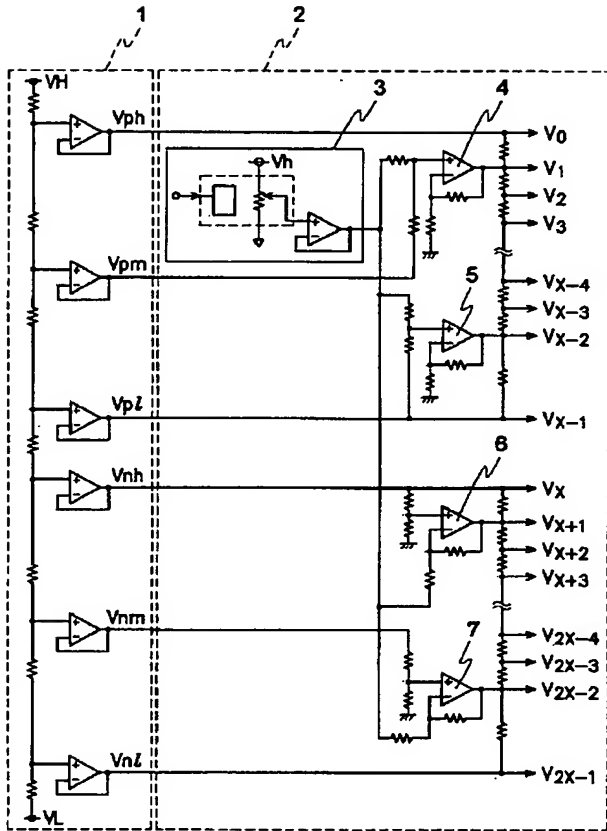 1
2
VH
Vph
3
4
V0
Vh
V1
V2
V3
Vpm
5
VX-4
VX-3
VX-2
Vpl
VX-1
Vnh
6
VX
VX+1
VX+2
VX+3
Vnm
7
V2X-4
V2X-3
V2X-2
Vnl
V2X-1
VL